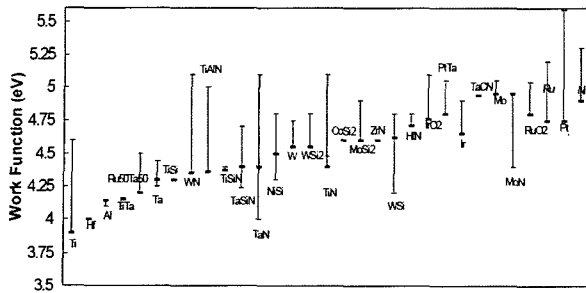 Work Function (eV)
5.5
5.25
5
4.75
4.5
4.25
4
3.75
3.5
Ti
Hf
Al
TiTa
Ru50Ta50
Ta
TiSi
WN
TiAlN
TiSiN
TaSiN
TaN
NiSi
W
WSi2
TiN
CoSi2
MoSi2
ZrN
WSi
HfN
IrO2
PtTa
Ir
TaCN
Mo
MoN
RuO2
Ru
Pt